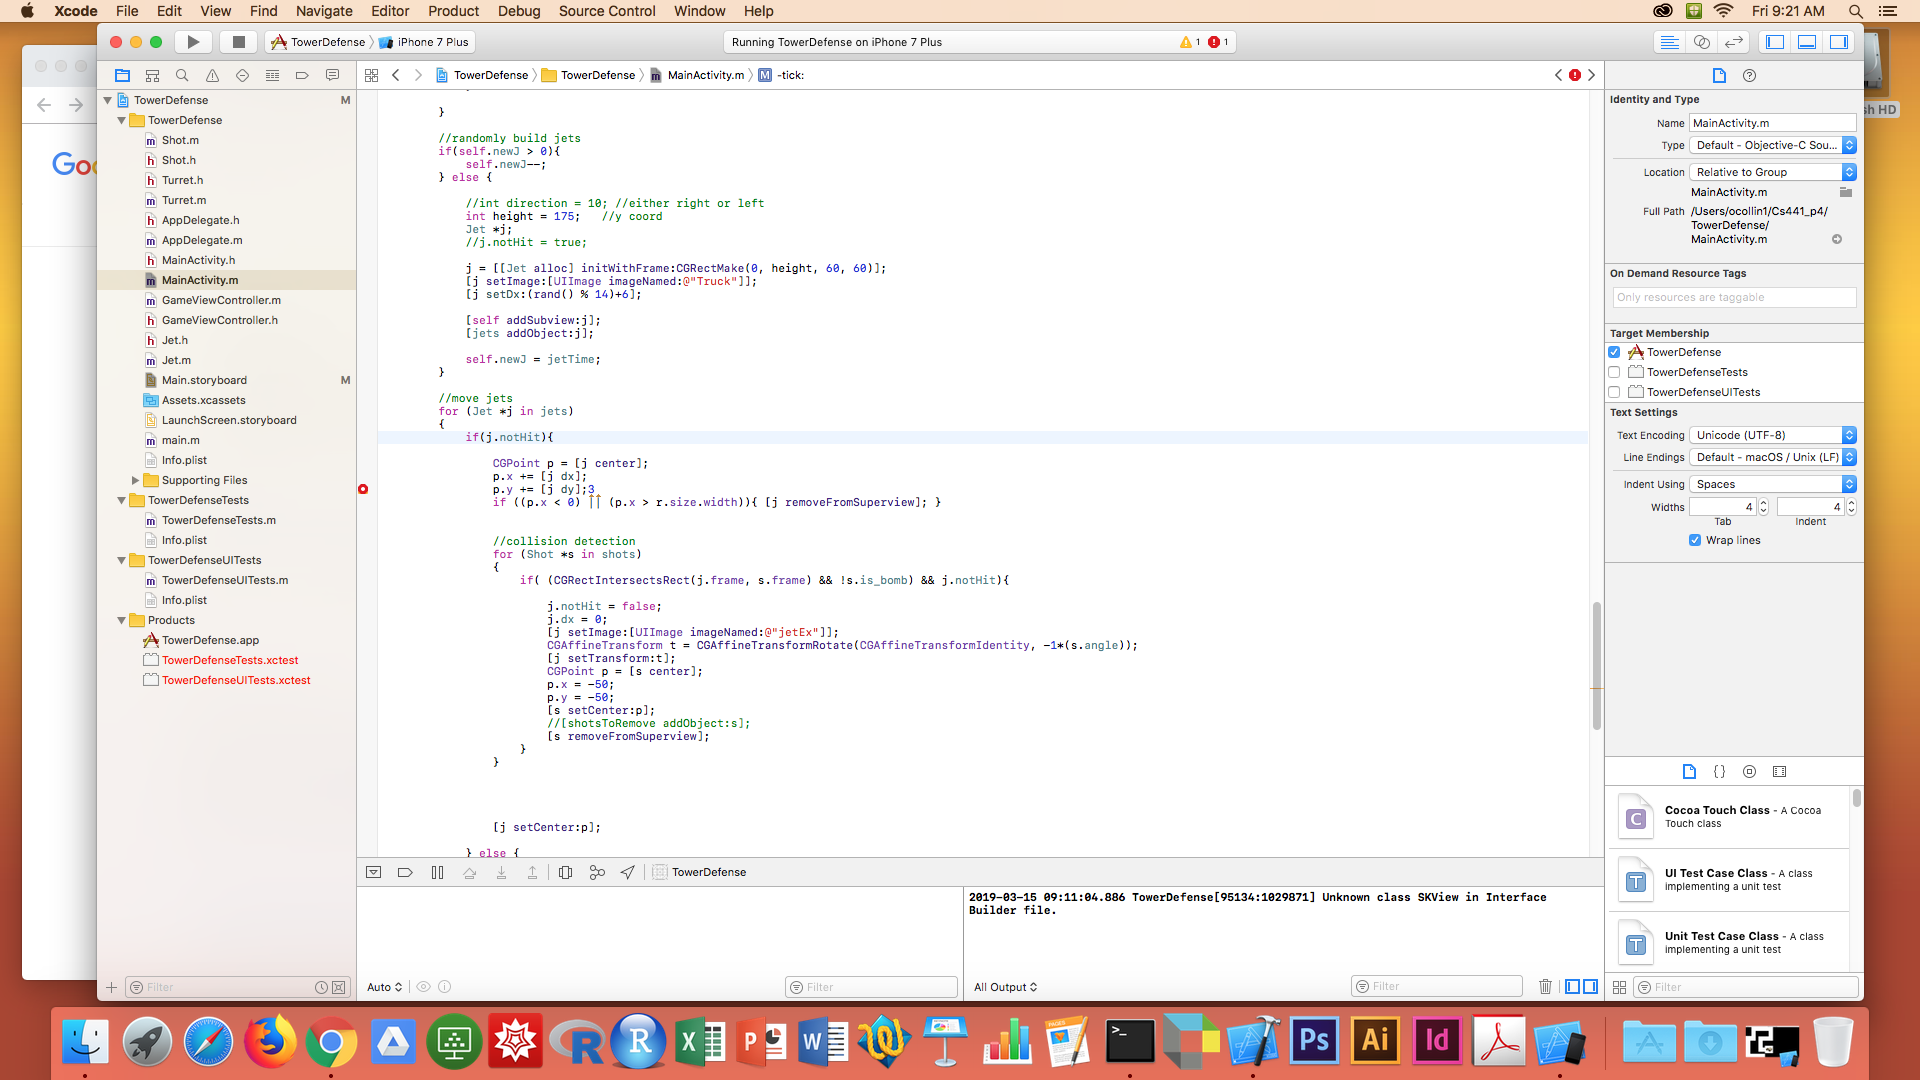 Xcode File Edit View Find Navigate Editor Product Debug Source Control Window Help Fri 9:21 AM
TowerDefense iPhone 7 Plus
Running TowerDefense on iPhone 7 Plus 1 1
TowerDefense TowerDefense MainActivity.m M -tick:
sh HD
Goo
TowerDefense M
TowerDefense
m Shot.m
h Shot.h
h Turret.h
m Turret.m
h AppDelegate.h
m AppDelegate.m
h MainActivity.h
m MainActivity.m
m GameViewController.m
h GameViewController.h
h Jet.h
m Jet.m
Main.storyboard M
Assets.xcassets
LaunchScreen.storyboard
m main.m
Info.plist
Supporting Files
TowerDefenseTests
m TowerDefenseTests.m
Info.plist
TowerDefenseUITests
m TowerDefenseUITests.m
Info.plist
Products
TowerDefense.app
TowerDefenseTests.xctest
TowerDefenseUITests.xctest
Filter
}
//randomly build jets
if(self.newJ > 0){
self.newJ--;
} else {
//int direction = 10; //either right or left
int height = 175; //y coord
Jet *j;
//j.notHit = true;
j = [[Jet alloc] initWithFrame:CGRectMake(0, height, 60, 60)];
[j setImage:[UIImage imageNamed:@"Truck"]];
[j setDx:(rand() % 14)+6];
[self addSubview:j];
[jets addObject:j];
self.newJ = jetTime;
}
//move jets
for (Jet *j in jets)
{
if(j.notHit){
CGPoint p = [j center];
p.x += [j dx];
p.y += [j dy];3
if ((p.x < 0) || (p.x > r.size.width)){ [j removeFromSuperview]; }
//collision detection
for (Shot *s in shots)
{
if( (CGRectIntersectsRect(j.frame, s.frame) && !s.is_bomb) && j.notHit){
j.notHit = false;
j.dx = 0;
[j setImage:[UIImage imageNamed:@"jetEx"]];
CGAffineTransform t = CGAffineTransformRotate(CGAffineTransformIdentity, -1*(s.angle));
[j setTransform:t];
CGPoint p = [s center];
p.x = -50;
p.y = -50;
[s setCenter:p];
//[shotsToRemove addObject:s];
[s removeFromSuperview];
}
}
[j setCenter:p];
} else {
TowerDefense
2019-03-15 09:11:04.886 TowerDefense[95134:1029871] Unknown class SKView in Interface
Builder file.
Auto
Filter
All Output
Filter
Identity and Type
Name MainActivity.m
Type Default - Objective-C Sou...
Location Relative to Group
MainActivity.m
Full Path /Users/ocollin1/Cs441_p4/
TowerDefense/
MainActivity.m
On Demand Resource Tags
Only resources are taggable
Target Membership
TowerDefense
TowerDefenseTests
TowerDefenseUITests
Text Settings
Text Encoding Unicode (UTF-8)
Line Endings Default - macOS / Unix (LF)
Indent Using Spaces
Widths 4 4
Tab Indent
Wrap lines
{}
C
Cocoa Touch Class - A Cocoa
Touch class
T
UI Test Case Class - A class
implementing a unit test
T
Unit Test Case Class - A class
implementing a unit test
Filter
R R X P W PAGES >_ Ps Ai Id